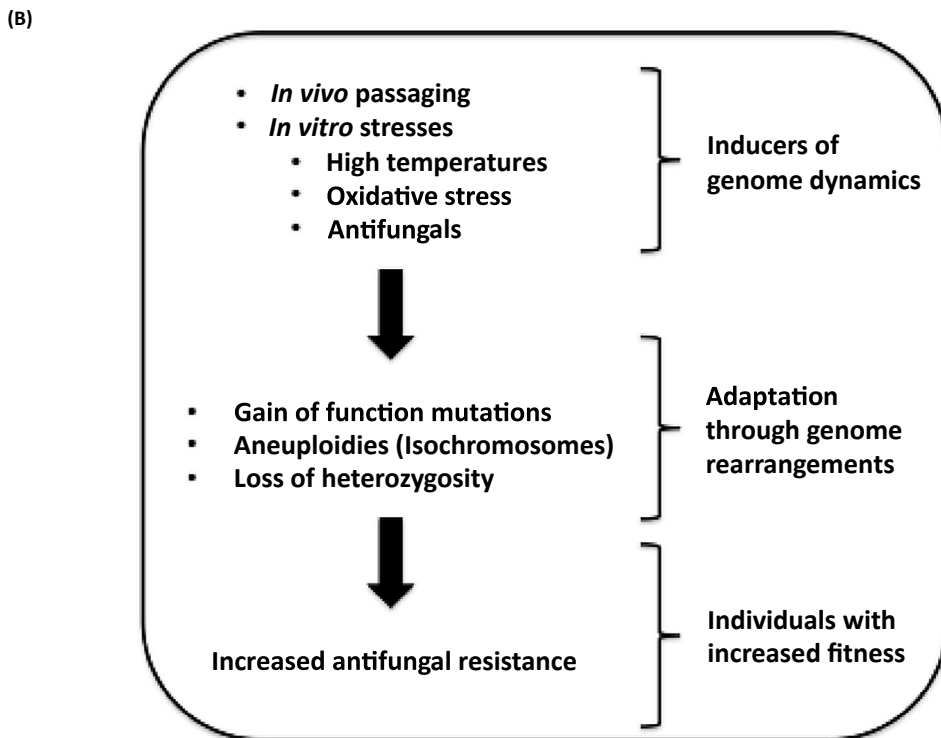 (B)
• In vivo passaging
• In vitro stresses
• High temperatures
• Oxidative stress
• Antifungals
Inducers of
genome dynamics
• Gain of function mutations
• Aneuploidies (Isochromosomes)
• Loss of heterozygosity
Adaptation
through genome
rearrangements
Increased antifungal resistance
Individuals with
increased fitness